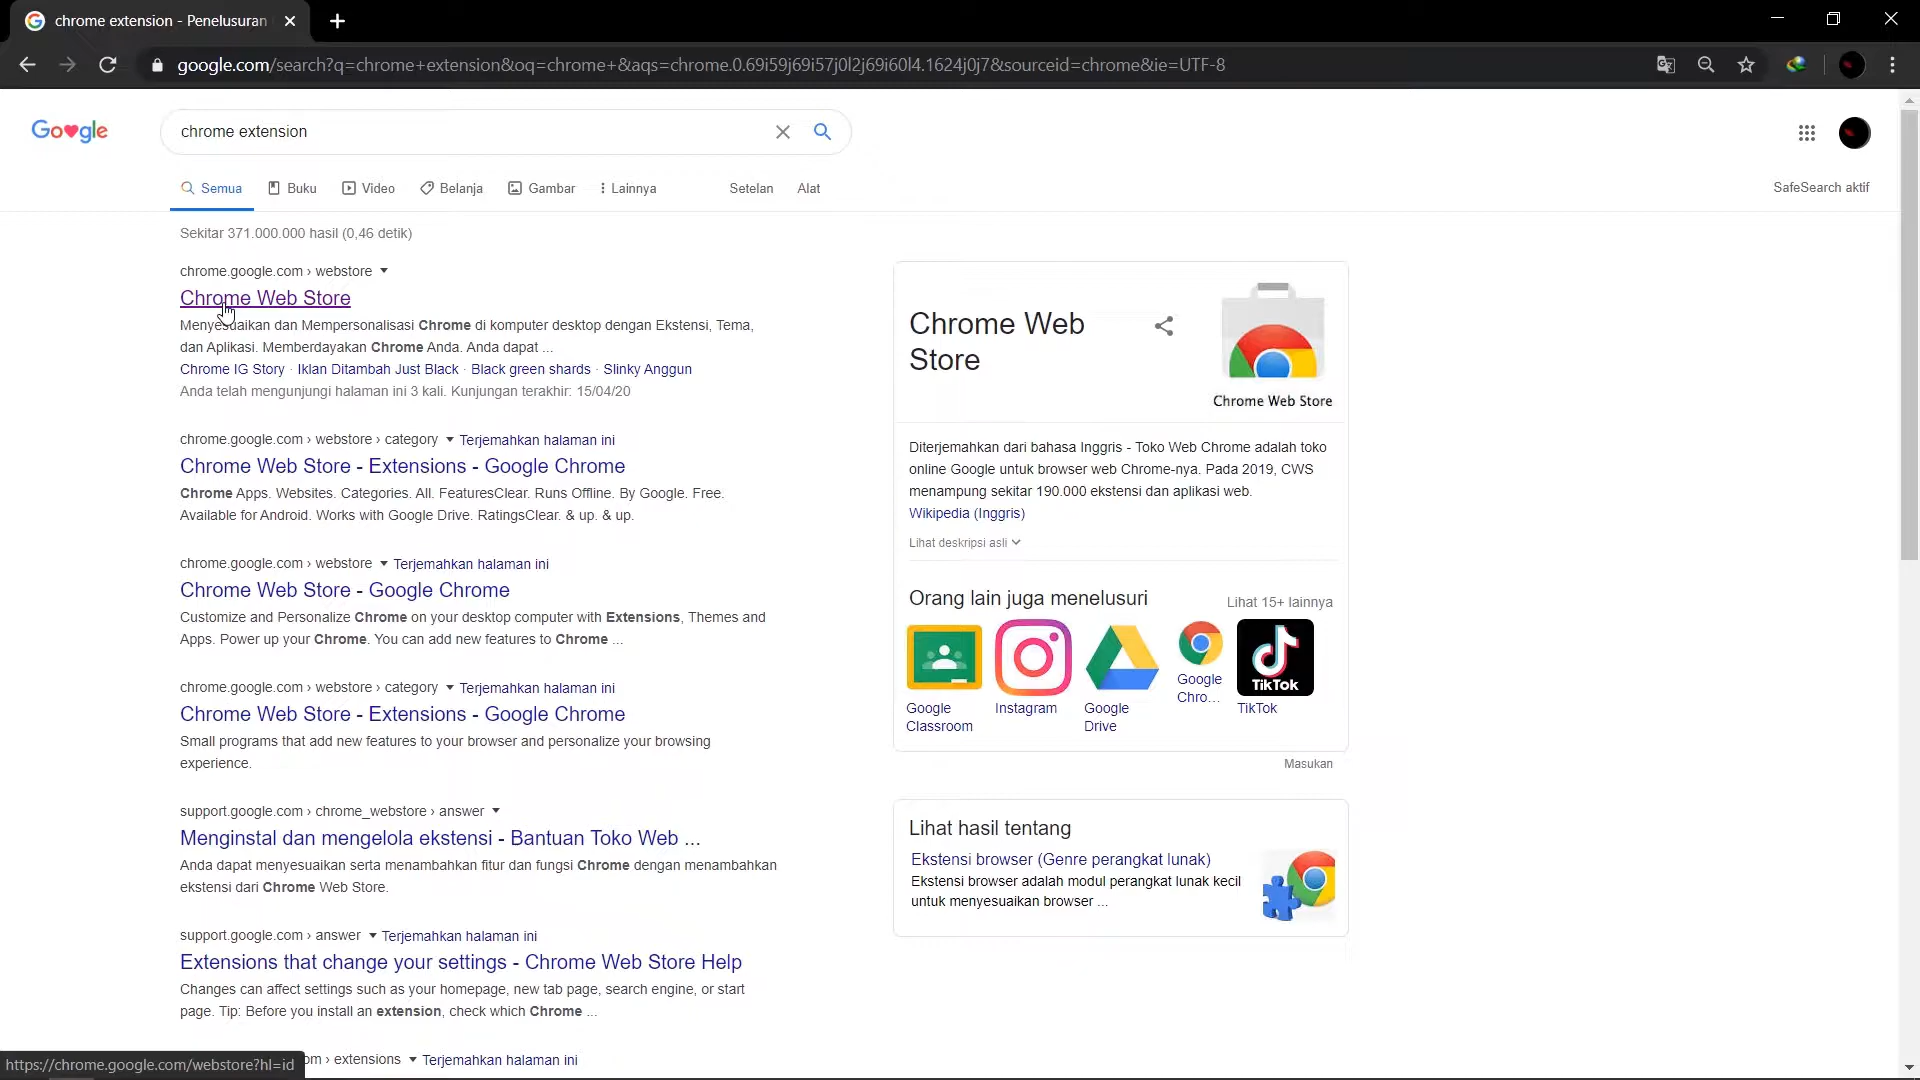 chrome extension - Penelusuran
google.com/search?q=chrome+extension&oq=chrome+&aqs=chrome.0.69i59j69i57j0l2j69i60l4.1624j0j7&sourceid=chrome&ie=UTF-8
Google
chrome extension
Semua Buku Video Belanja Gambar Lainnya Setelan Alat SafeSearch aktif
Sekitar 371.000.000 hasil (0,46 detik)
chrome.google.com › webstore
Chrome Web Store
Menyesuaikan dan Mempersonalisasi Chrome di komputer desktop dengan Ekstensi, Tema,
dan Aplikasi. Memberdayakan Chrome Anda. Anda dapat ...
Chrome IG Story · Iklan Ditambah Just Black · Black green shards · Slinky Anggun
Anda telah mengunjungi halaman ini 3 kali. Kunjungan terakhir: 15/04/20
chrome.google.com › webstore › category Terjemahkan halaman ini
Chrome Web Store - Extensions - Google Chrome
Chrome Apps. Websites. Categories. All. FeaturesClear. Runs Offline. By Google. Free.
Available for Android. Works with Google Drive. RatingsClear. & up. & up.
chrome.google.com › webstore Terjemahkan halaman ini
Chrome Web Store - Google Chrome
Customize and Personalize Chrome on your desktop computer with Extensions, Themes and
Apps. Power up your Chrome. You can add new features to Chrome ...
chrome.google.com › webstore › category Terjemahkan halaman ini
Chrome Web Store - Extensions - Google Chrome
Small programs that add new features to your browser and personalize your browsing
experience.
support.google.com › chrome_webstore › answer
Menginstal dan mengelola ekstensi - Bantuan Toko Web ...
Anda dapat menyesuaikan serta menambahkan fitur dan fungsi Chrome dengan menambahkan
ekstensi dari Chrome Web Store.
support.google.com › answer Terjemahkan halaman ini
Extensions that change your settings - Chrome Web Store Help
Changes can affect settings such as your homepage, new tab page, search engine, or start
page. Tip: Before you install an extension, check which Chrome ...
om › extensions Terjemahkan halaman ini
https://chrome.google.com/webstore?hl=id
Chrome Web
Store
Chrome Web Store
Diterjemahkan dari bahasa Inggris - Toko Web Chrome adalah toko
online Google untuk browser web Chrome-nya. Pada 2019, CWS
menampung sekitar 190.000 ekstensi dan aplikasi web.
Wikipedia (Inggris)
Lihat deskripsi asli
Orang lain juga menelusuri
Lihat 15+ lainnya
Google
Classroom
Instagram
Google
Drive
Google
Chro...
TikTok
TikTok
Masukan
Lihat hasil tentang
Ekstensi browser (Genre perangkat lunak)
Ekstensi browser adalah modul perangkat lunak kecil
untuk menyesuaikan browser ...